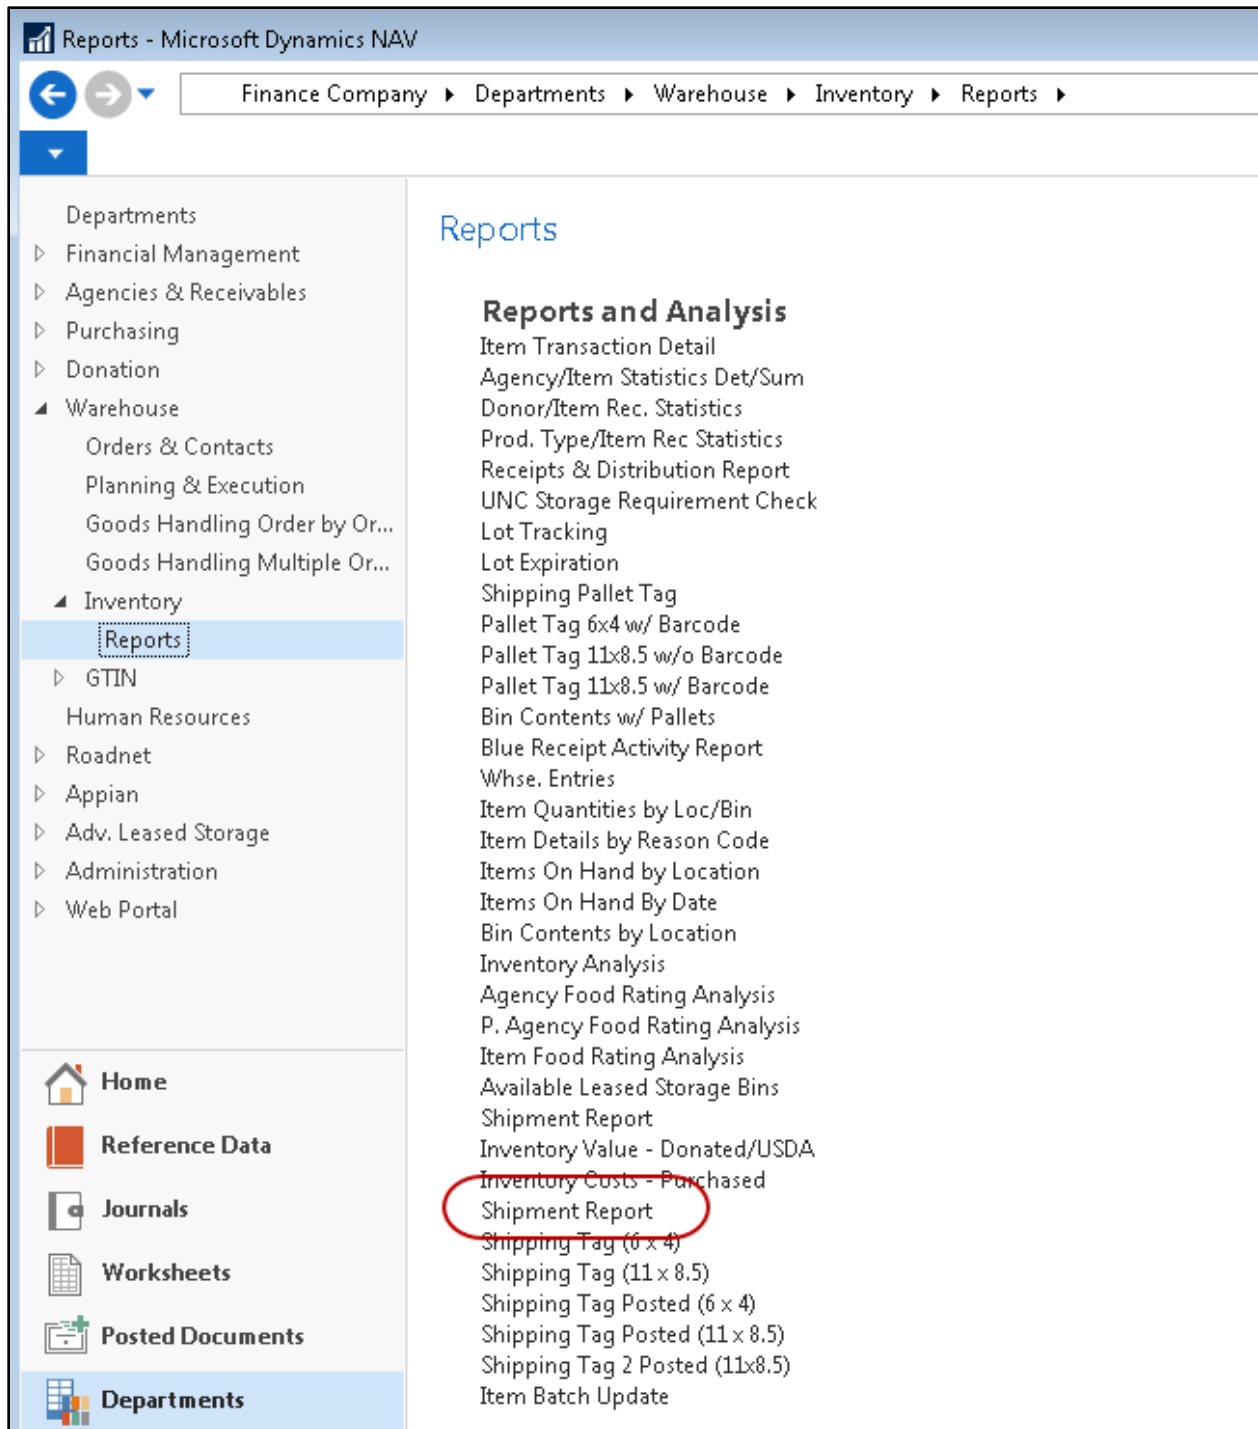 Reports - Microsoft Dynamics NAV
Finance Company ▸ Departments ▸ Warehouse ▸ Inventory ▸ Reports ▸
Departments
Financial Management
Agencies & Receivables
Purchasing
Donation
Warehouse
Orders & Contacts
Planning & Execution
Goods Handling Order by Or...
Goods Handling Multiple Or...
Inventory
Reports
GTIN
Human Resources
Roadnet
Appian
Adv. Leased Storage
Administration
Web Portal
Home
Reference Data
Journals
Worksheets
Posted Documents
Departments
Reports
Reports and Analysis
Item Transaction Detail
Agency/Item Statistics Det/Sum
Donor/Item Rec. Statistics
Prod. Type/Item Rec Statistics
Receipts & Distribution Report
UNC Storage Requirement Check
Lot Tracking
Lot Expiration
Shipping Pallet Tag
Pallet Tag 6x4 w/ Barcode
Pallet Tag 11x8.5 w/o Barcode
Pallet Tag 11x8.5 w/ Barcode
Bin Contents w/ Pallets
Blue Receipt Activity Report
Whse. Entries
Item Quantities by Loc/Bin
Item Details by Reason Code
Items On Hand by Location
Items On Hand By Date
Bin Contents by Location
Inventory Analysis
Agency Food Rating Analysis
P. Agency Food Rating Analysis
Item Food Rating Analysis
Available Leased Storage Bins
Shipment Report
Inventory Value - Donated/USDA
Inventory Costs - Purchased
Shipment Report
Shipping Tag (6 x 4)
Shipping Tag (11 x 8.5)
Shipping Tag Posted (6 x 4)
Shipping Tag Posted (11 x 8.5)
Shipping Tag 2 Posted (11x8.5)
Item Batch Update